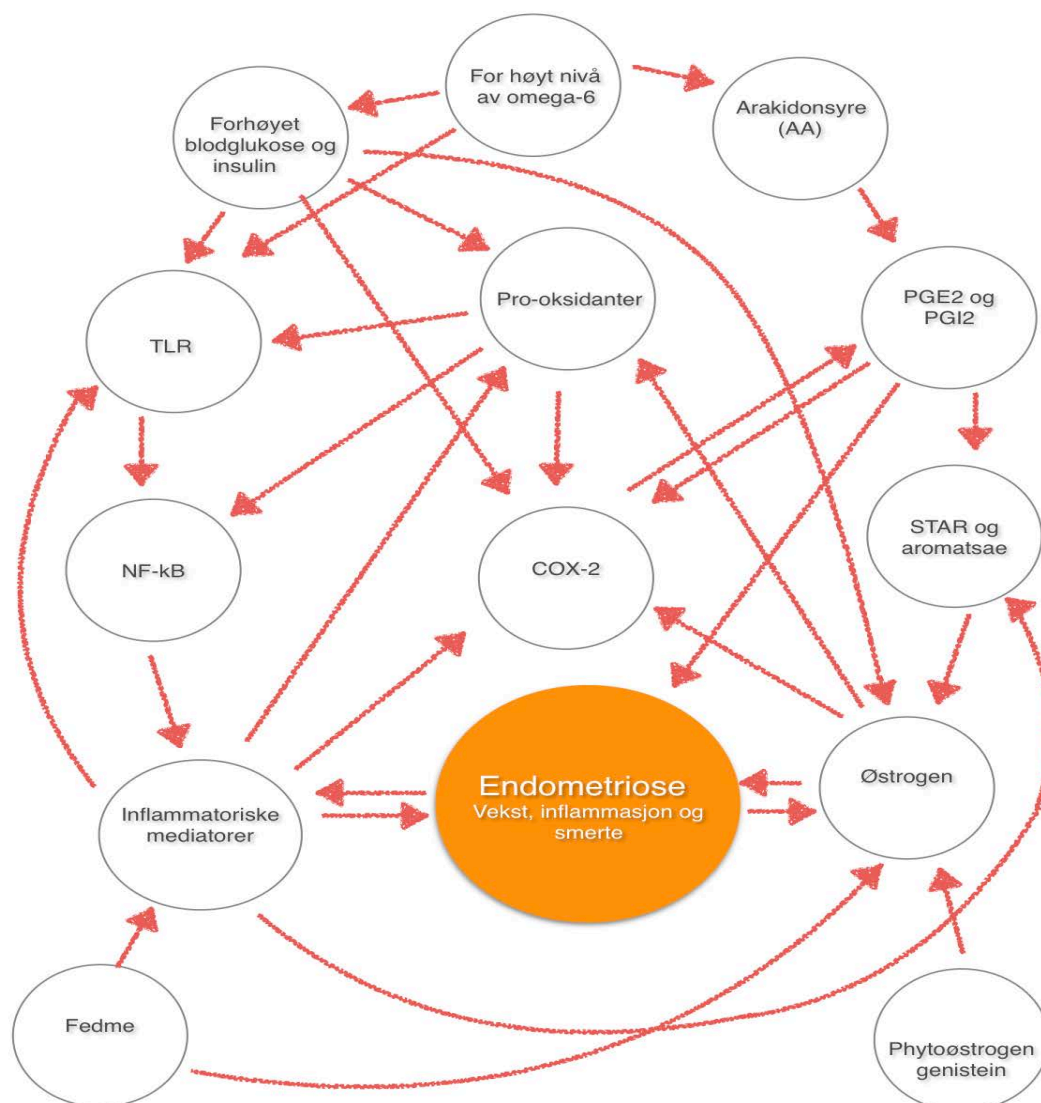 For høyt nivå
av omega-6
Forhøyet
blodglukose og
insulin
Arakidonsyre
(AA)
Pro-oksidanter
PGE2 og
PGI2
TLR
STAR og
aromatsae
NF-kB
COX-2
Endometriose
Vekst, inflammasjon og
smerte
Østrogen
Inflammatoriske
mediatorer
Fedme
Phytoøstrogen
genistein